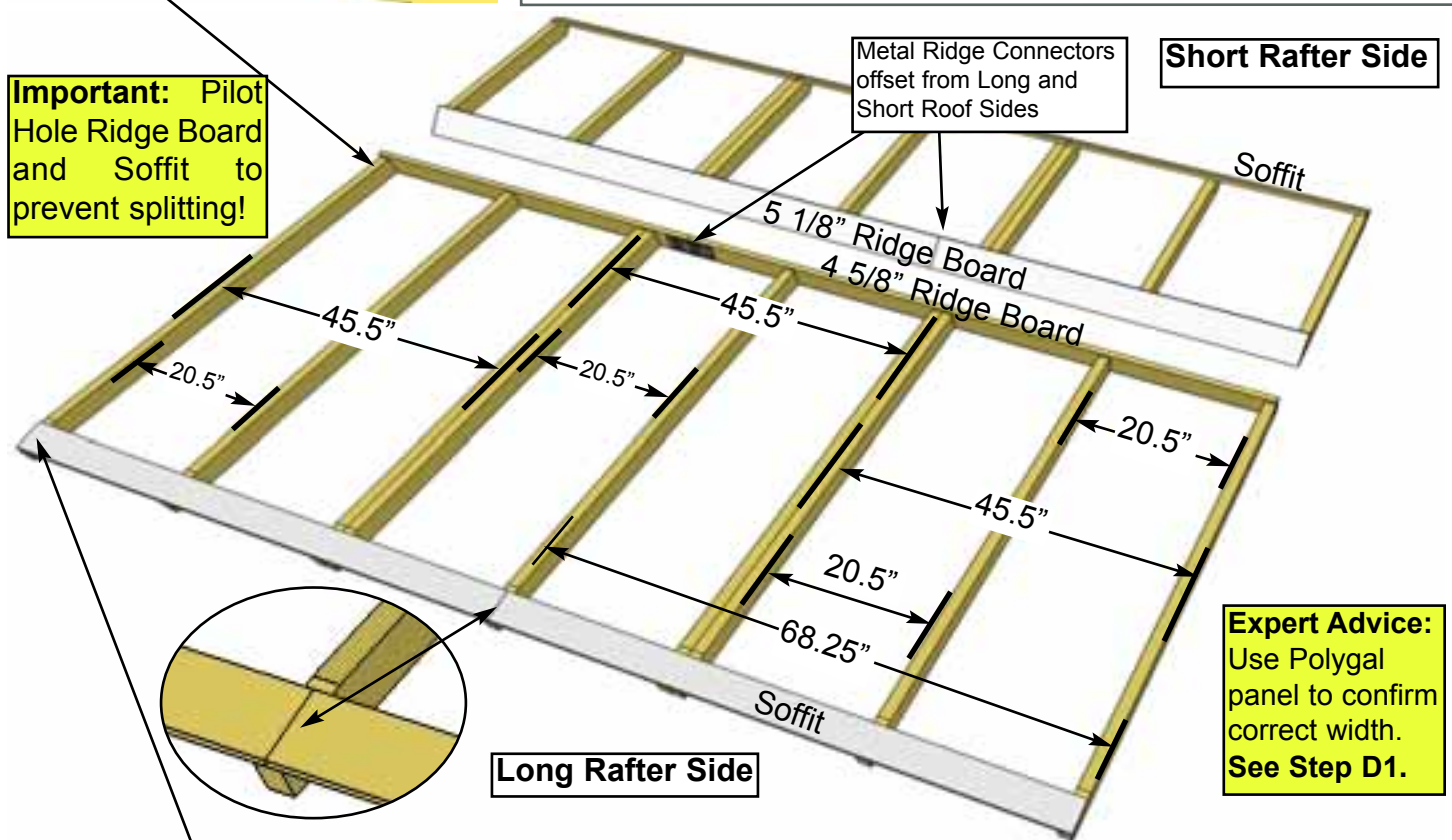 Metal Ridge Connectors
offset from Long and
Short Roof Sides
Short Rafter Side
Important: Pilot
Hole Ridge Board
and Soffit to
prevent splitting!
Soffit
5 1/8” Ridge Board
4 5/8” Ridge Board
45.5”
45.5”
20.5”
20.5”
20.5”
45.5”
20.5”
68.25”
Soffit
Expert Advice:
Use Polygal
panel to confirm
correct width.
See Step D1.
Long Rafter Side